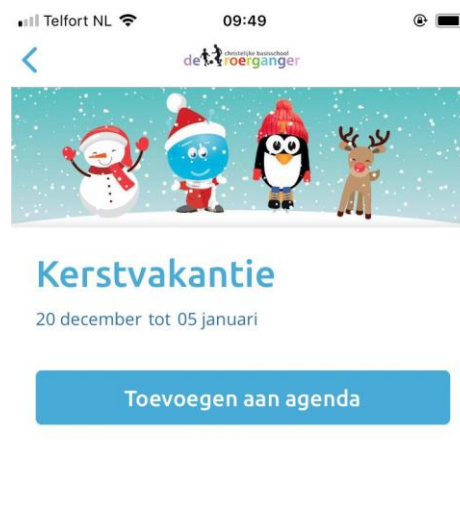 Telfort NL 09:49
christelijke basisschool
de roerganger
Kerstvakantie
20 december tot 05 januari
Toevoegen aan agenda